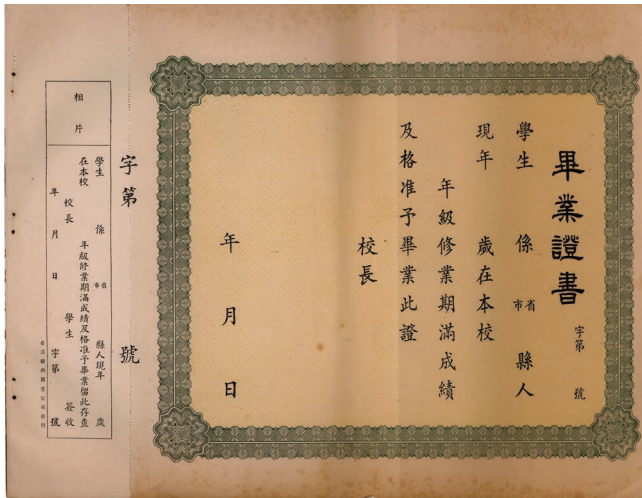 畢業證書
字第 號
學生 係 省市 縣人
現年 歲在本校
年級修業期滿成績
及格准予畢業此證
校長
年 月 日
字第 號
相片
學生 係 省市 縣人現年 歲
在本校 年級修業期滿成績及格准予畢業留此存查
校長 學生 簽收
年 月 日 字第 號